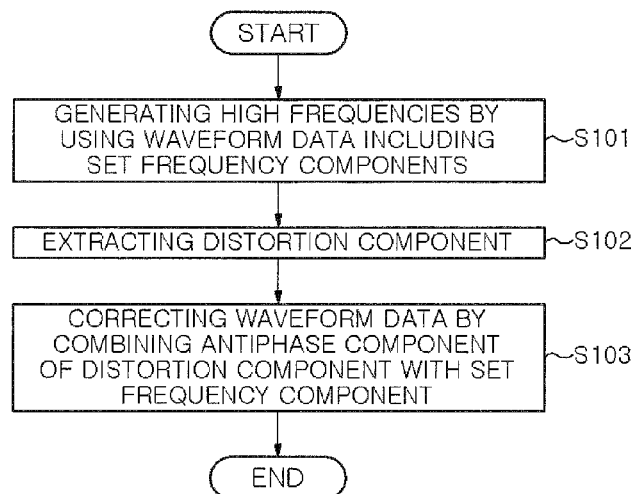 START
GENERATING HIGH FREQUENCIES BY
USING WAVEFORM DATA INCLUDING
SET FREQUENCY COMPONENTS
S101
EXTRACTING DISTORTION COMPONENT
S102
CORRECTING WAVEFORM DATA BY
COMBINING ANTIPHASE COMPONENT
OF DISTORTION COMPONENT WITH SET
FREQUENCY COMPONENT
S103
END